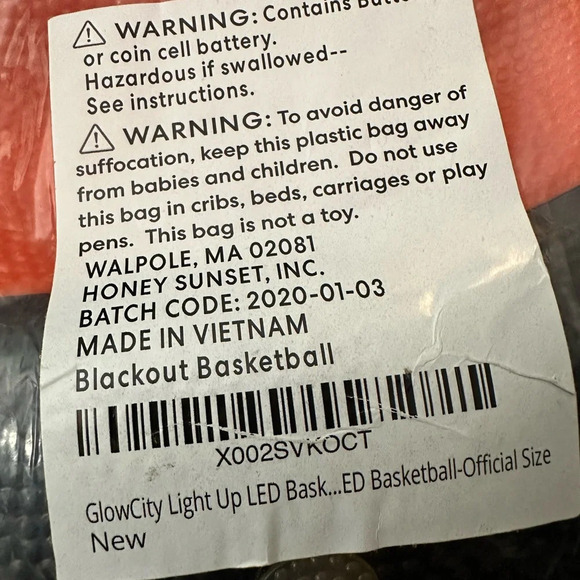 ⚠ WARNING: Contains
or coin cell battery.
Hazardous if swallowed--
See instructions.
⚠ WARNING: To avoid danger of
suffocation, keep this plastic bag away
from babies and children. Do not use
this bag in cribs, beds, carriages or play
pens. This bag is not a toy.
WALPOLE, MA 02081
HONEY SUNSET, INC.
BATCH CODE: 2020-01-03
MADE IN VIETNAM
Blackout Basketball
X002SVKOCT
GlowCity Light Up LED Bask...ED Basketball-Official Size
New